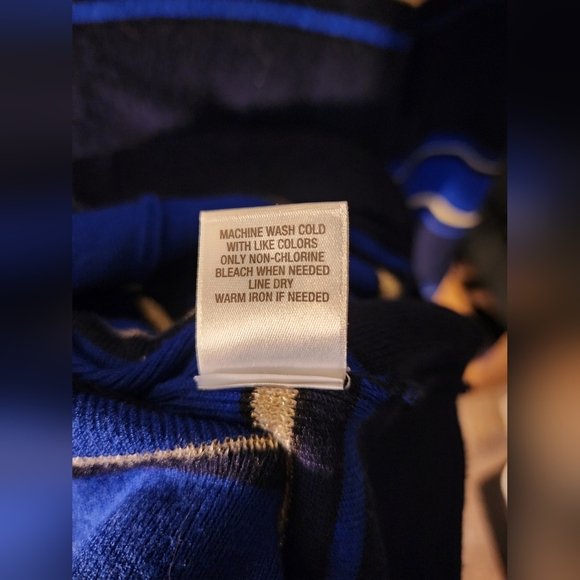 MACHINE WASH COLD
WITH LIKE COLORS
ONLY NON-CHLORINE
BLEACH WHEN NEEDED
LINE DRY
WARM IRON IF NEEDED